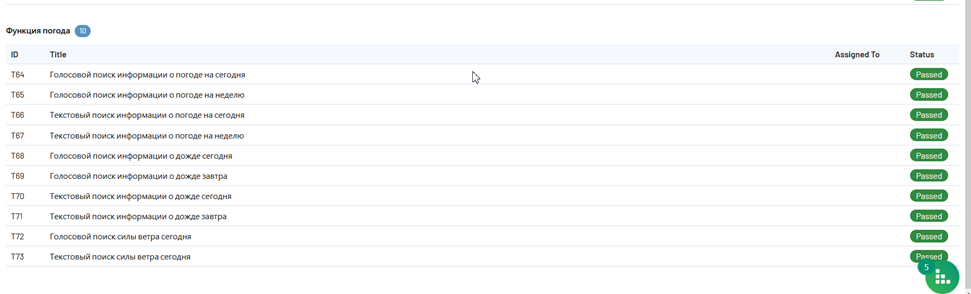 Функция погода 10
ID Title Assigned To Status
T64 Голосовой поиск информации о погоде на сегодня Passed
T65 Голосовой поиск информации о погоде на неделю Passed
T66 Текстовый поиск информации о погоде на сегодня Passed
T67 Текстовый поиск информации о погоде на неделю Passed
T68 Голосовой поиск информации о дожде сегодня Passed
T69 Голосовой поиск информации о дожде завтра Passed
T70 Текстовый поиск информации о дожде сегодня Passed
T71 Текстовый поиск информации о дожде завтра Passed
T72 Голосовой поиск силы ветра сегодня Passed
T73 Текстовый поиск силы ветра сегодня Passed
5